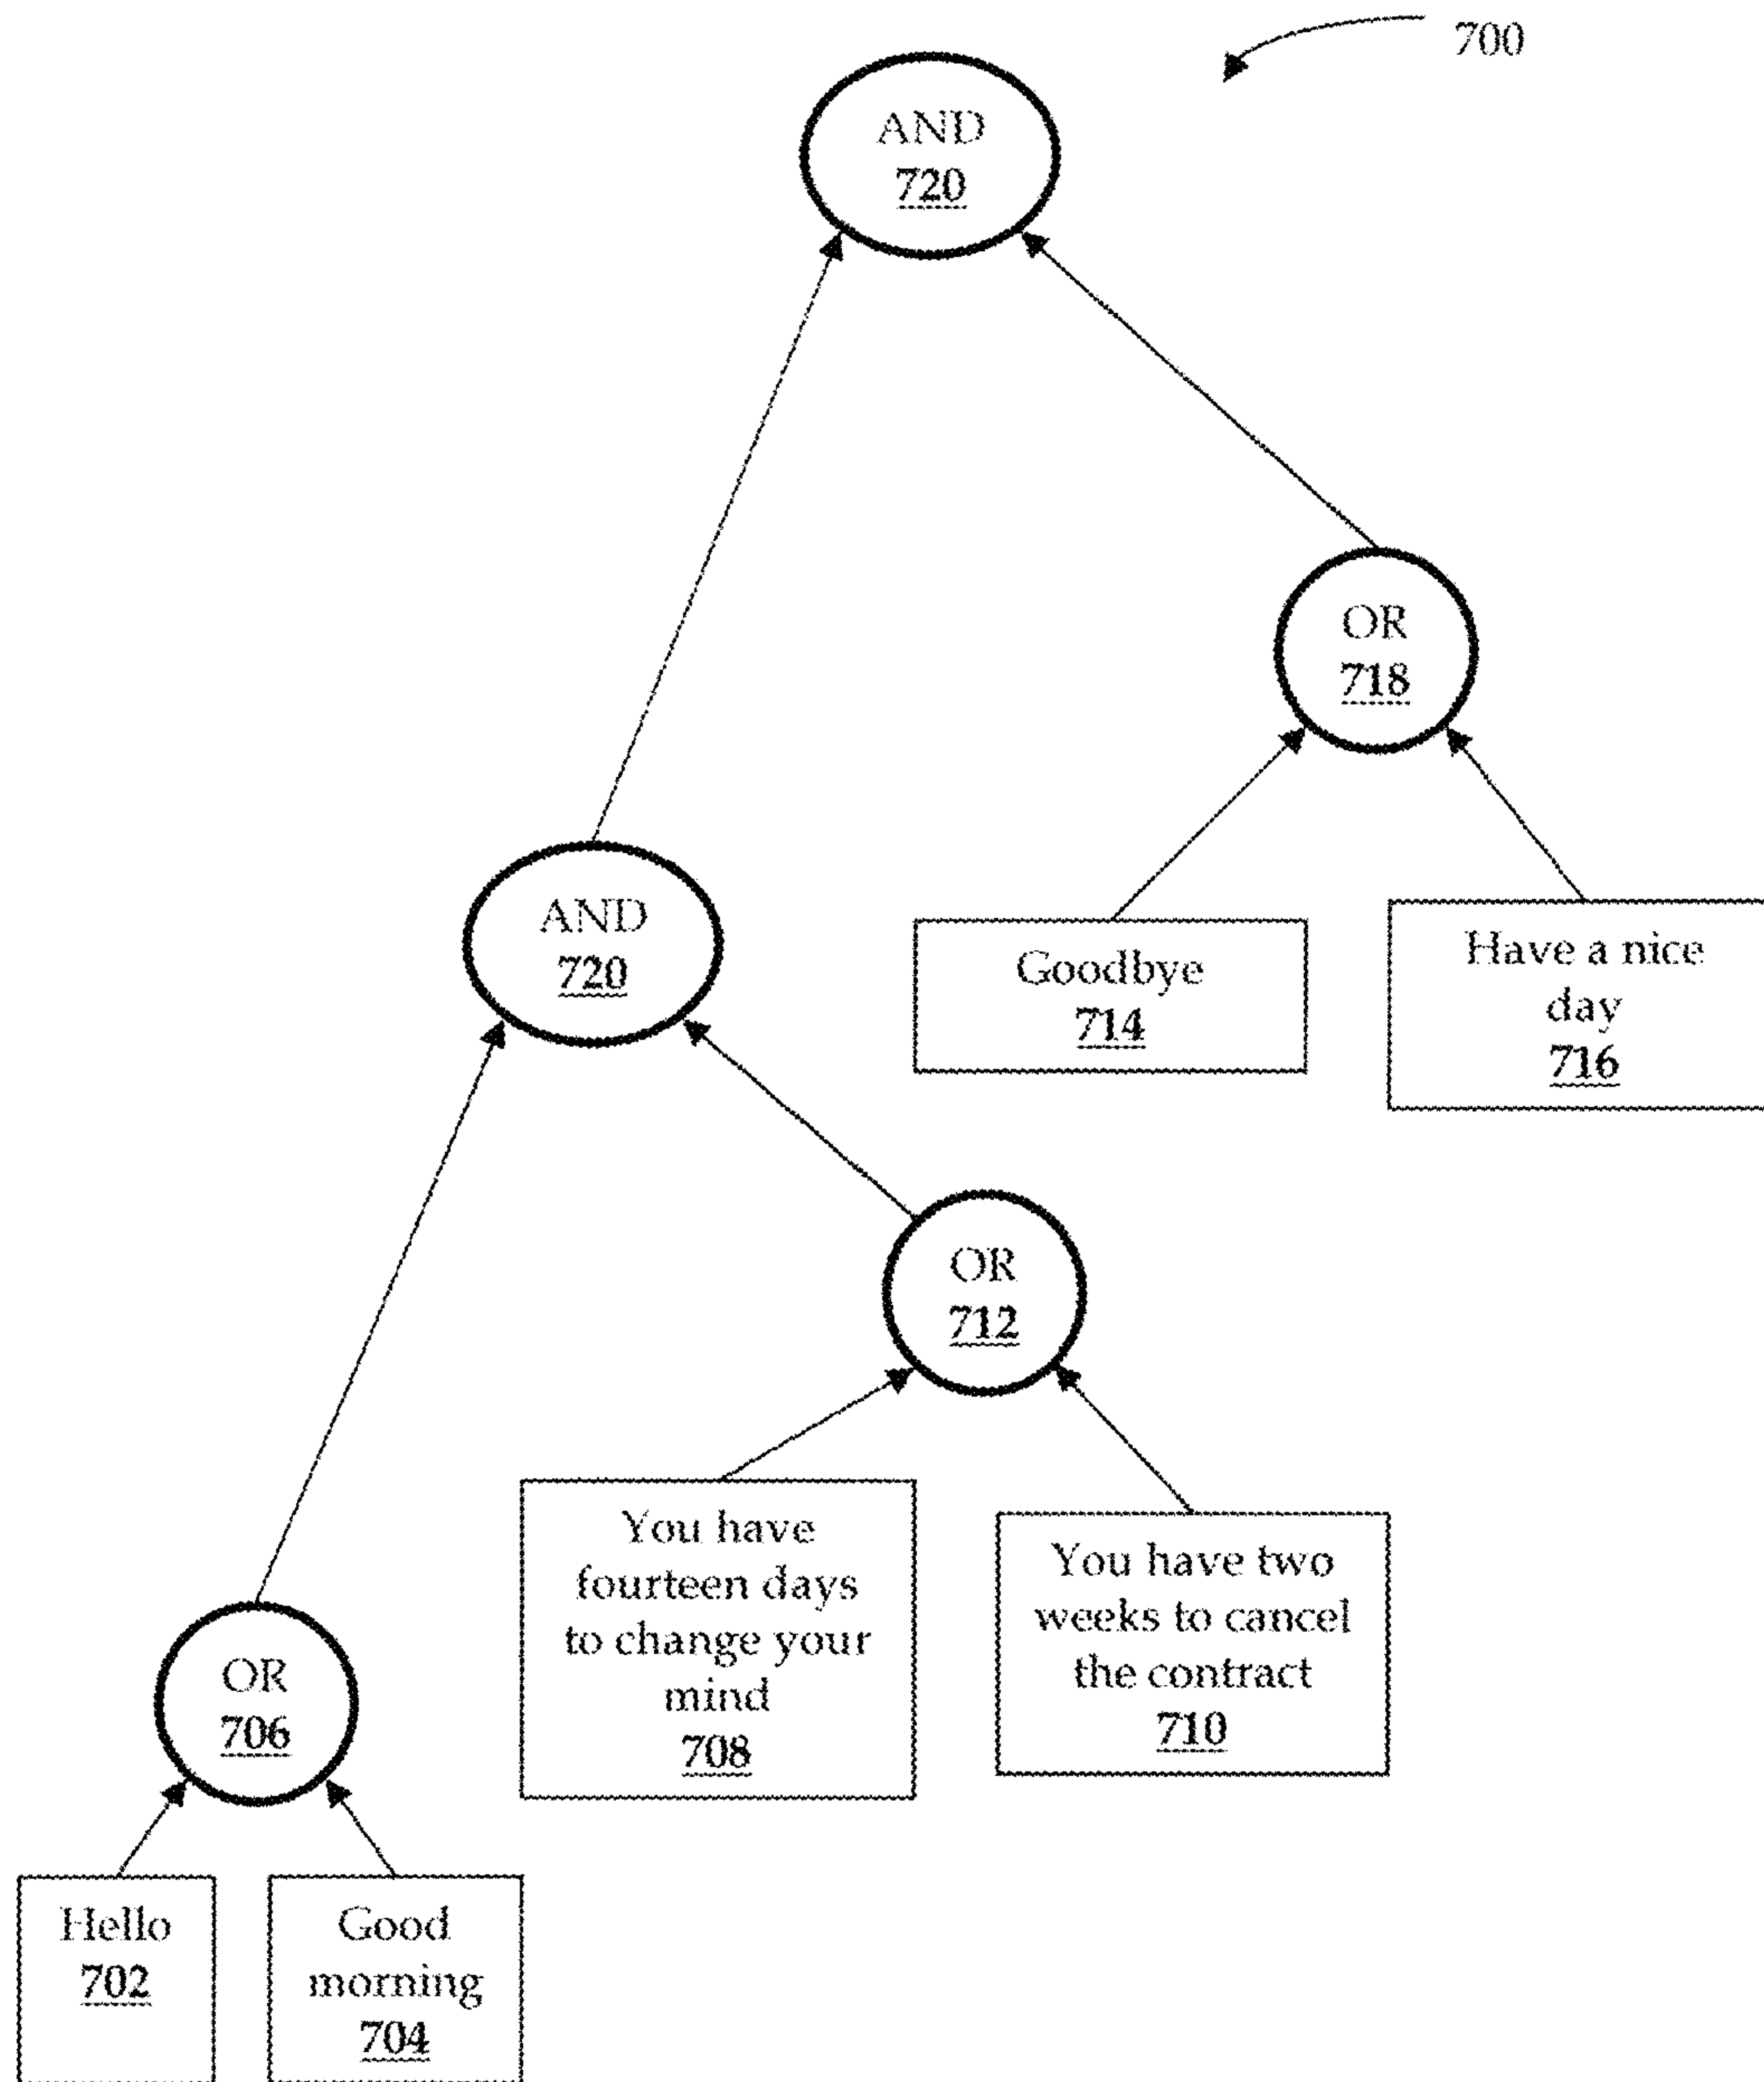 700
AND
720
OR
718
AND
720
Goodbye
714
Have a nice
day
716
OR
712
You have
fourteen days
to change your
mind
708
You have two
weeks to cancel
the contract
710
OR
706
Hello
702
Good
morning
704